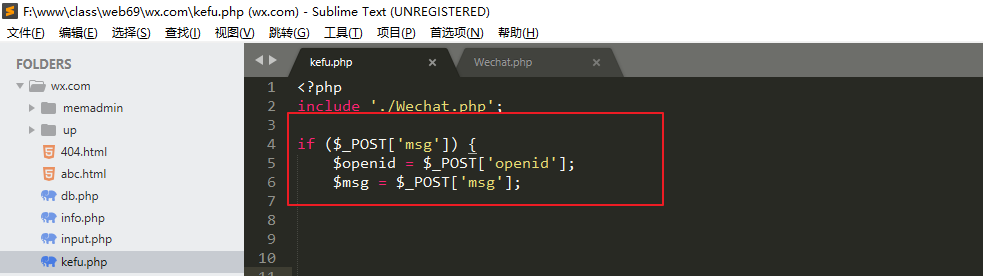 F:\www\class\web69\wx.com\kefu.php (wx.com) - Sublime Text (UNREGISTERED)
文件(F) 编辑(E) 选择(S) 查找(I) 视图(V) 跳转(G) 工具(T) 项目(P) 首选项(N) 帮助(H)
FOLDERS
wx.com
memadmin
up
404.html
abc.html
db.php
info.php
input.php
kefu.php
kefu.php Wechat.php
1 <?php
2 include './Wechat.php';
3
4 if ($_POST['msg']) {
5 $openid = $_POST['openid'];
6 $msg = $_POST['msg'];
7
8
9
10
11